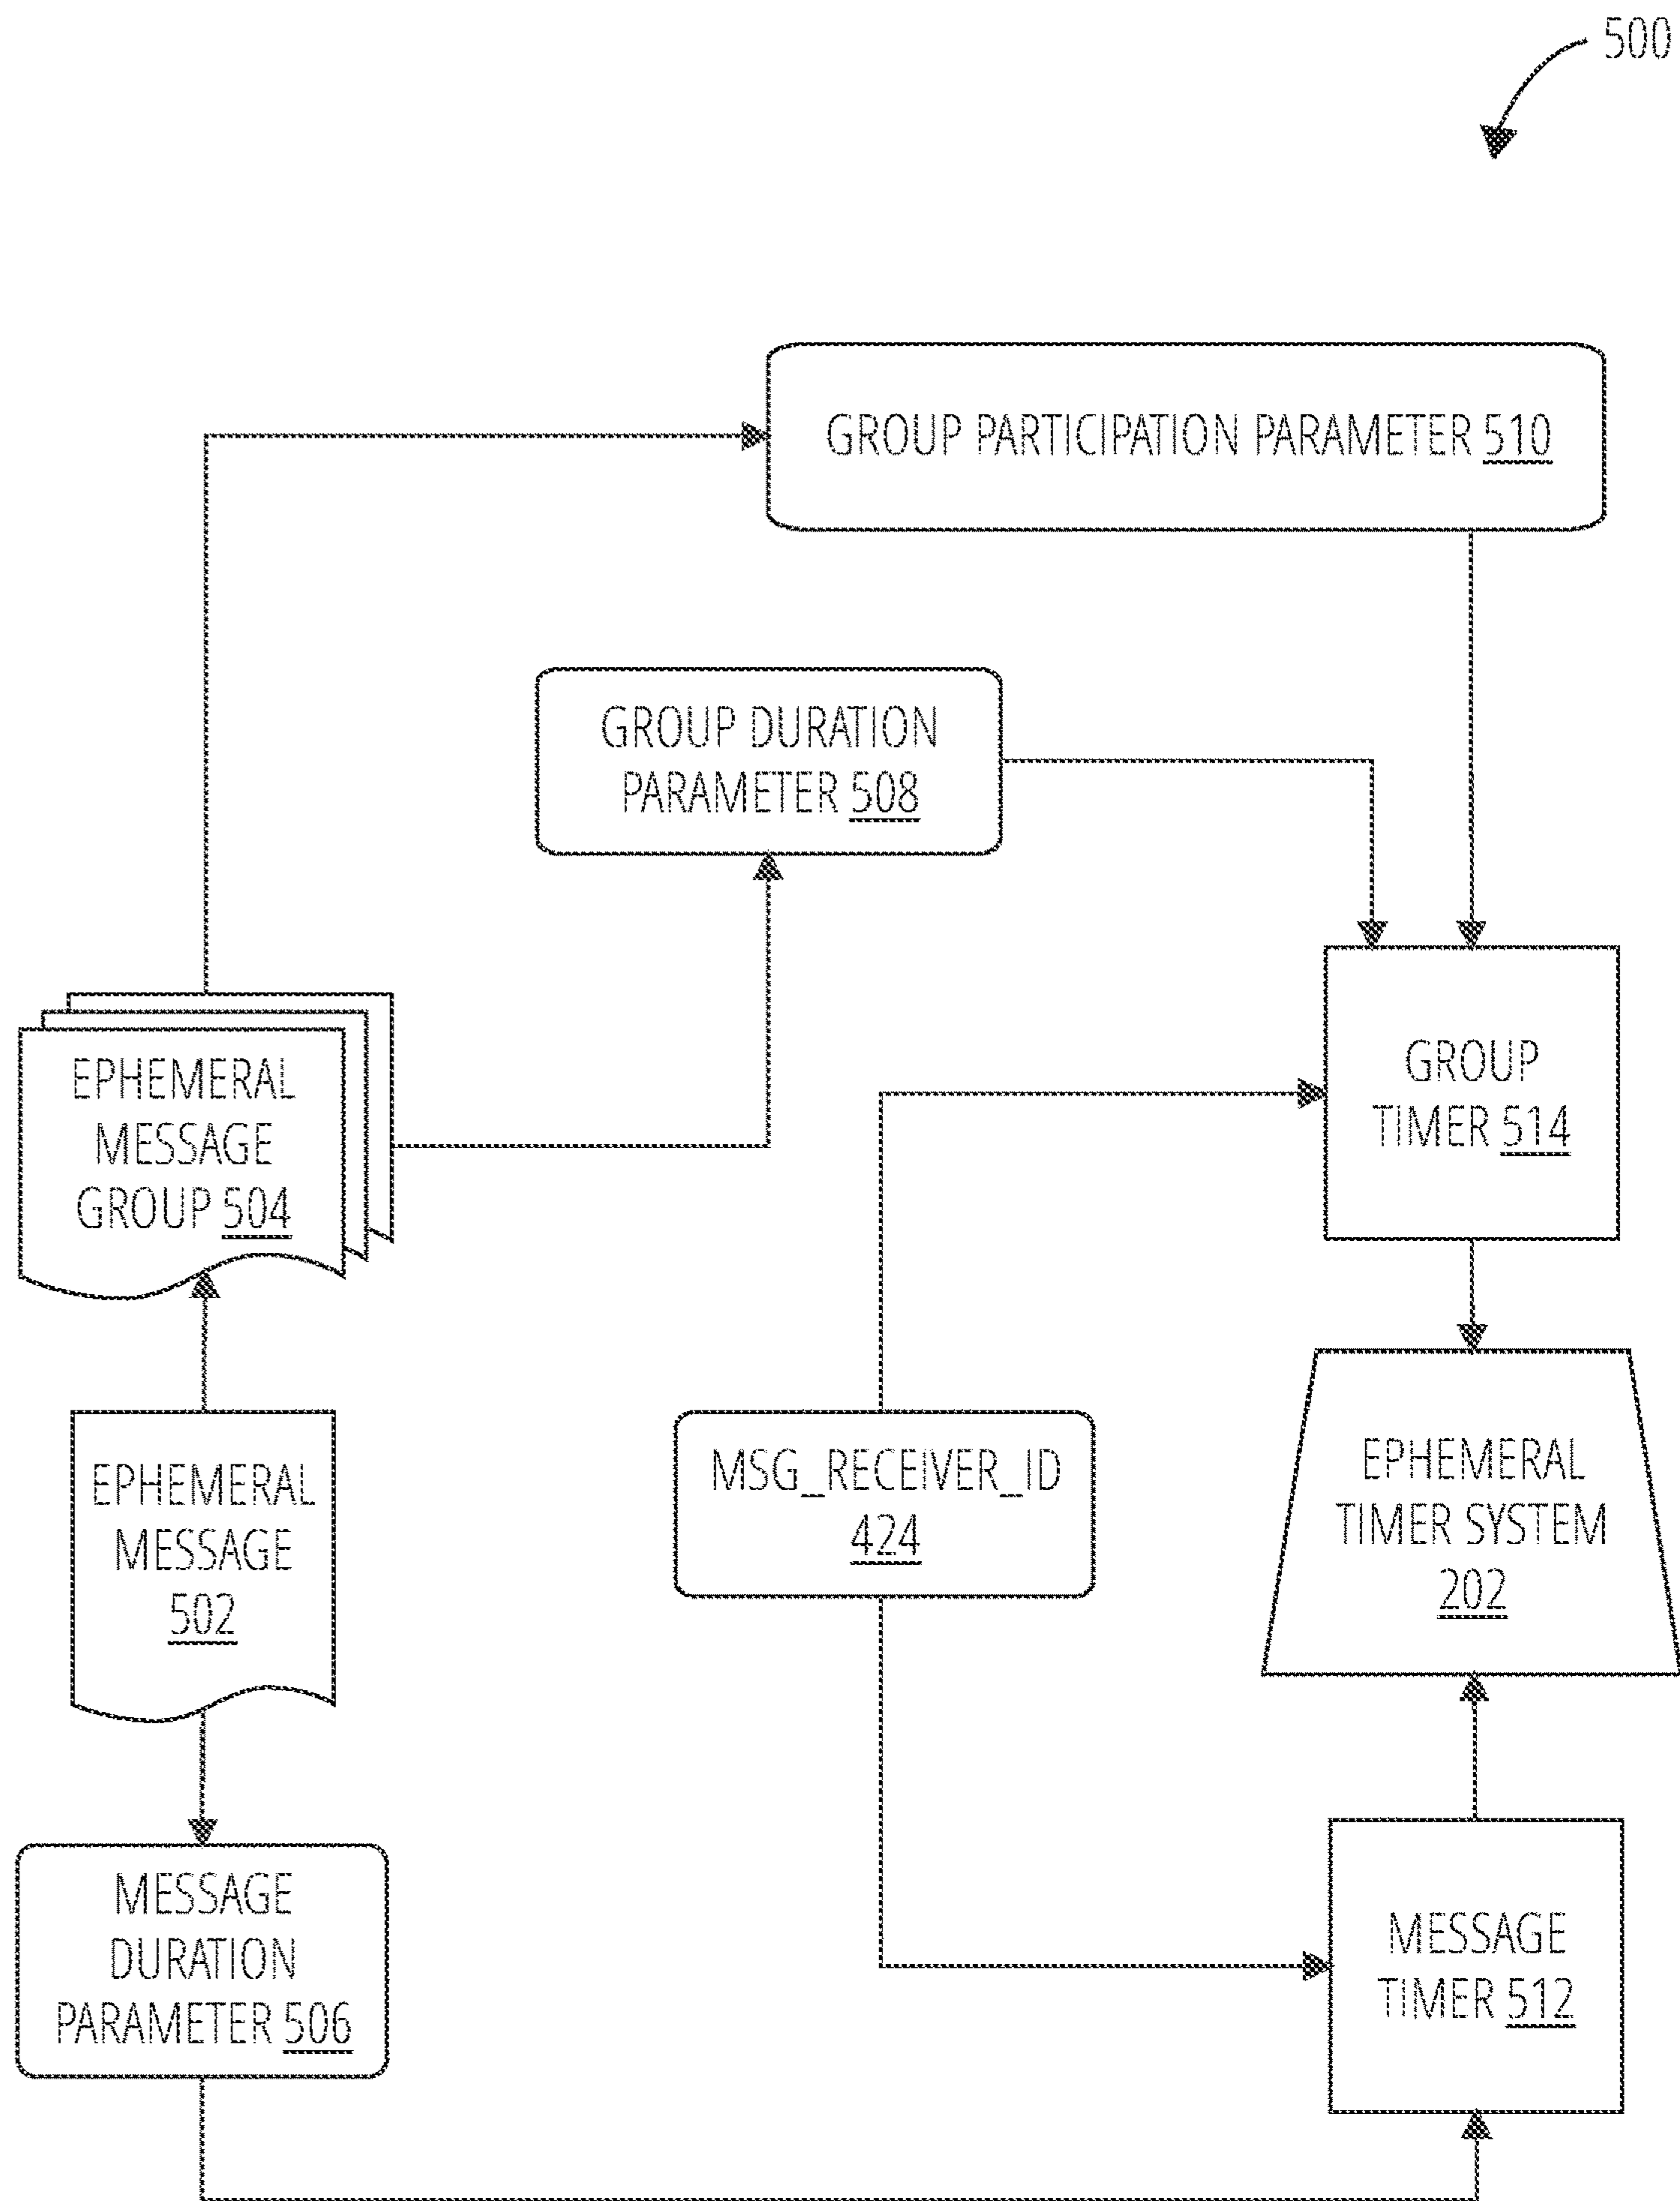 500
GROUP PARTICIPATION PARAMETER 510
GROUP DURATION
PARAMETER 508
EPHEMERAL
MESSAGE
GROUP 504
GROUP
TIMER 514
EPHEMERAL
MESSAGE
502
MSG_RECEIVER_ID
424
EPHEMERAL
TIMER SYSTEM
202
MESSAGE
DURATION
PARAMETER 506
MESSAGE
TIMER 512